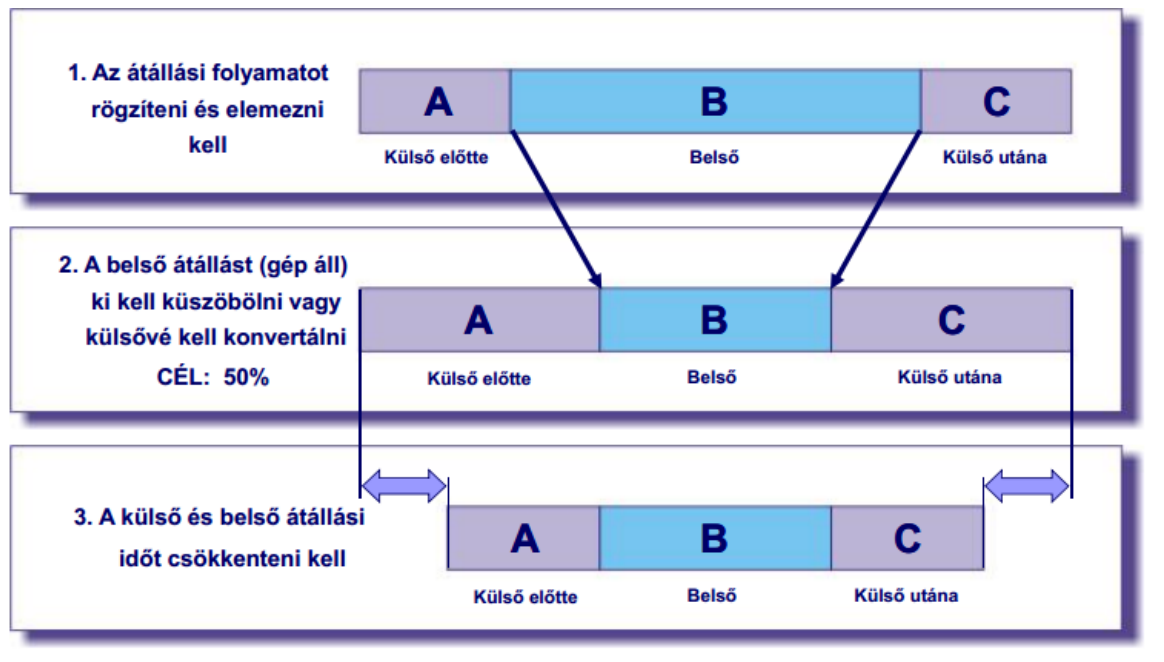 1. Az átállási folyamatot
rögzíteni és elemezni
kell
A
B
C
Külső előtte
Belső
Külső utána
2. A belső átállást (gép áll)
ki kell küszöbölni vagy
külsővé kell konvertálni
CÉL: 50%
A
B
C
Külső előtte
Belső
Külső utána
3. A külső és belső átállási
időt csökkenteni kell
A
B
C
Külső előtte
Belső
Külső utána